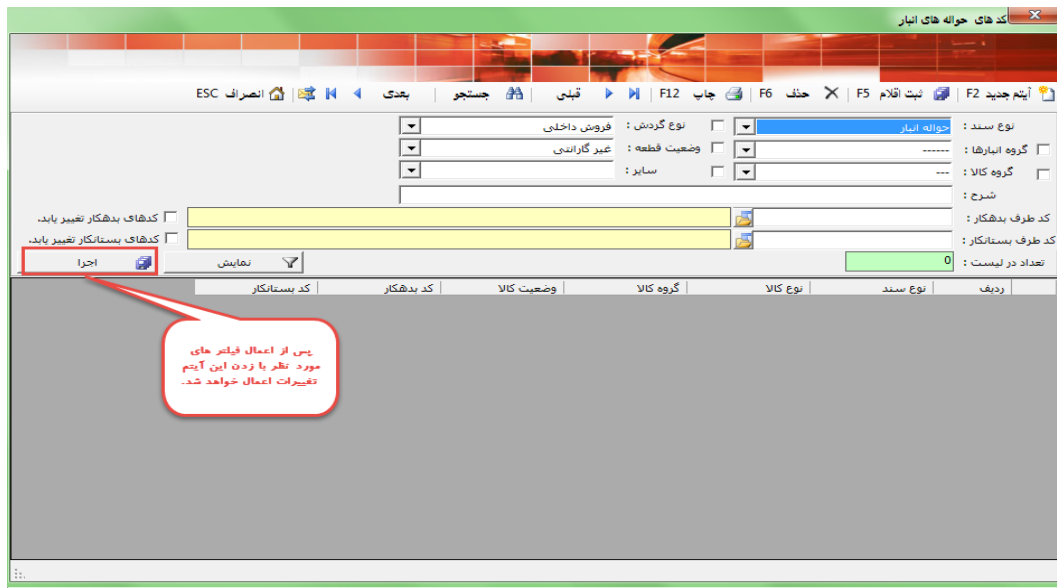 کد های حواله های انبار
آیتم جدید F2 | ثبت اقلام F5 | حذف F6 | چاپ F12 | قبلی | جستجو | بعدی | انصراف ESC
نوع سند : حواله انبار نوع گردش : فروش داخلی
گروه انبارها : ------ وضعیت قطعه : غیر گارانتی
گروه کالا : --- سایر :
شرح :
کد طرف بدهکار : کدهای بدهکار تغییر یابد.
کد طرف بستانکار : کدهای بستانکار تغییر یابد.
تعداد در لیست : 0 نمایش اجرا
ردیف نوع سند نوع کالا گروه کالا وضعیت کالا کد بدهکار کد بستانکار
پس از اعمال فیلتر های
مورد نظر با زدن این آیتم
تغییرات اعمال خواهد شد.